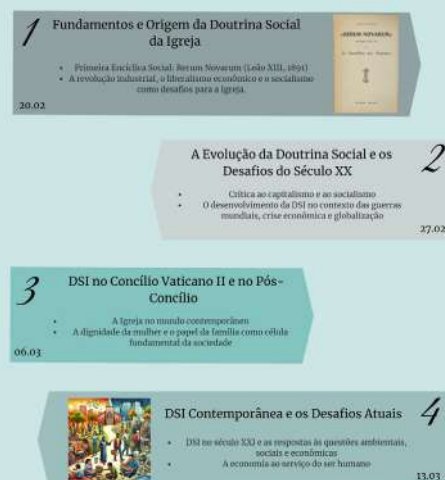 1
Fundamentos e Origem da Doutrina Social
da Igreja
• Primeira Encíclica Social: Rerum Novarum (Leão XIII, 1891)
• A revolução industrial, o liberalismo econômico e o socialismo
como desafios para a Igreja.
20.02
RERUM NOVARUM
2
A Evolução da Doutrina Social e os
Desafios do Século XX
• Crítica ao capitalismo e ao socialismo
• O desenvolvimento da DSI no contexto das guerras
mundiais, crise econômica e globalização
27.02
3
DSI no Concílio Vaticano II e no Pós-
Concílio
• A Igreja no mundo contemporâneo
• A dignidade da mulher e o papel da família como célula
fundamental da sociedade
06.03
4
DSI Contemporânea e os Desafios Atuais
• DSI no século XXI e as respostas às questões ambientais,
sociais e econômicas
• A economia ao serviço do ser humano
13.03